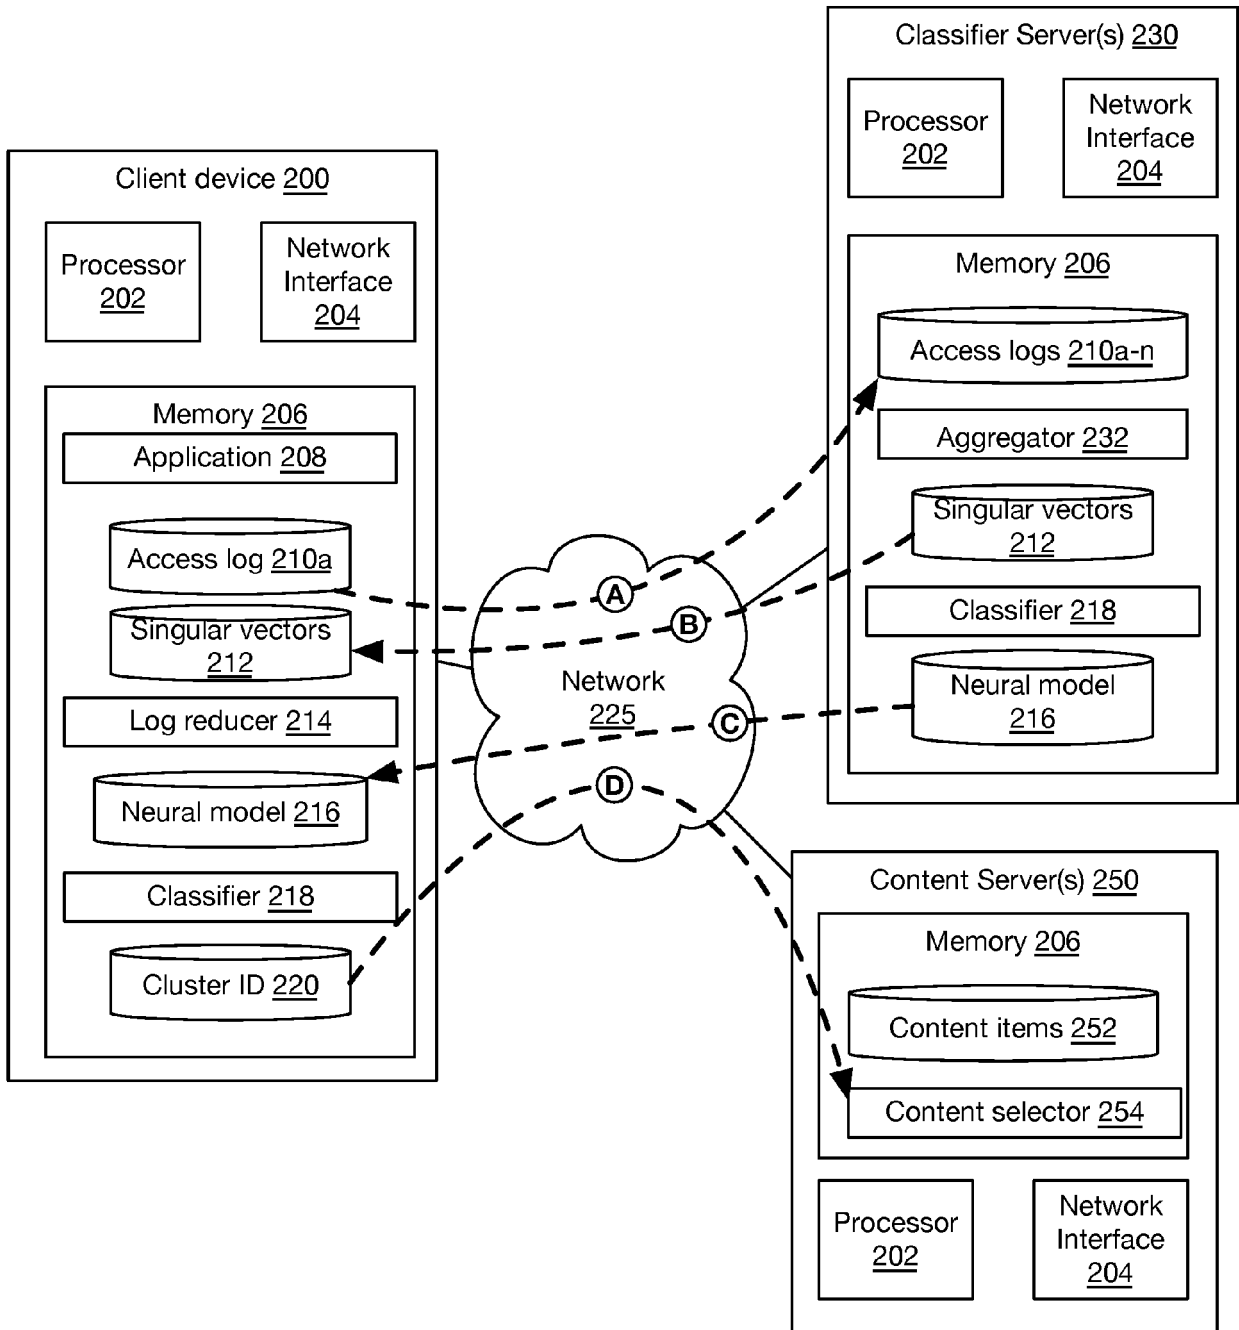 Client device 200
Processor
202
Network
Interface
204
Memory 206
Application 208
Access log 210a
Singular vectors
212
Log reducer 214
Neural model 216
Classifier 218
Cluster ID 220
A
B
Network
225
C
D
Classifier Server(s) 230
Processor
202
Network
Interface
204
Memory 206
Access logs 210a-n
Aggregator 232
Singular vectors
212
Classifier 218
Neural model
216
Content Server(s) 250
Memory 206
Content items 252
Content selector 254
Processor
202
Network
Interface
204